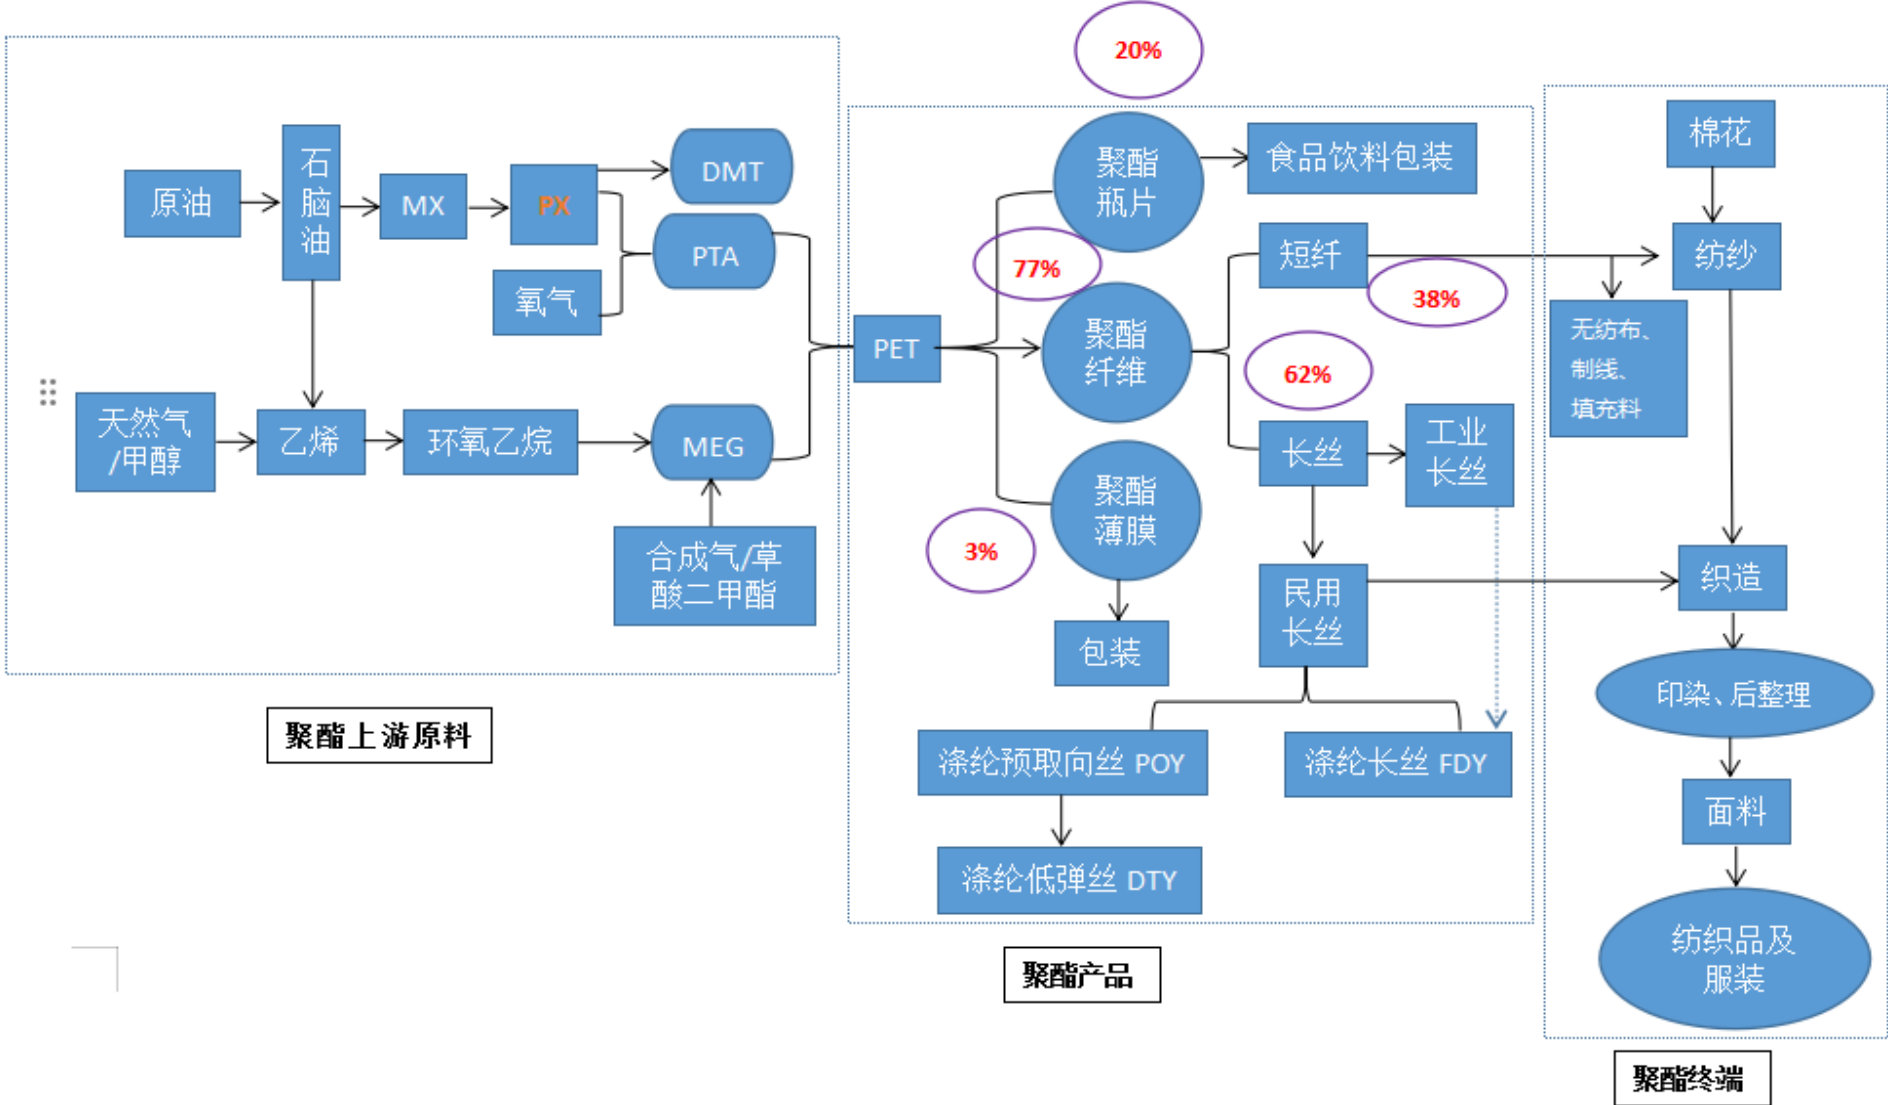 原油
石
脑
油
MX
PX
DMT
PTA
氧气
天然气
/甲醇
乙烯
环氧乙烷
MEG
合成气/草
酸二甲酯
聚酯上游原料
20%
77%
3%
PET
聚酯
瓶片
食品饮料包装
聚酯
纤维
短纤
38%
62%
长丝
工业
长丝
聚酯
薄膜
包装
民用
长丝
涤纶预取向丝 POY
涤纶长丝 FDY
涤纶低弹丝 DTY
聚酯产品
棉花
纺纱
无纺布、
制线、
填充料
织造
印染、后整理
面料
纺织品及
服装
聚酯终端